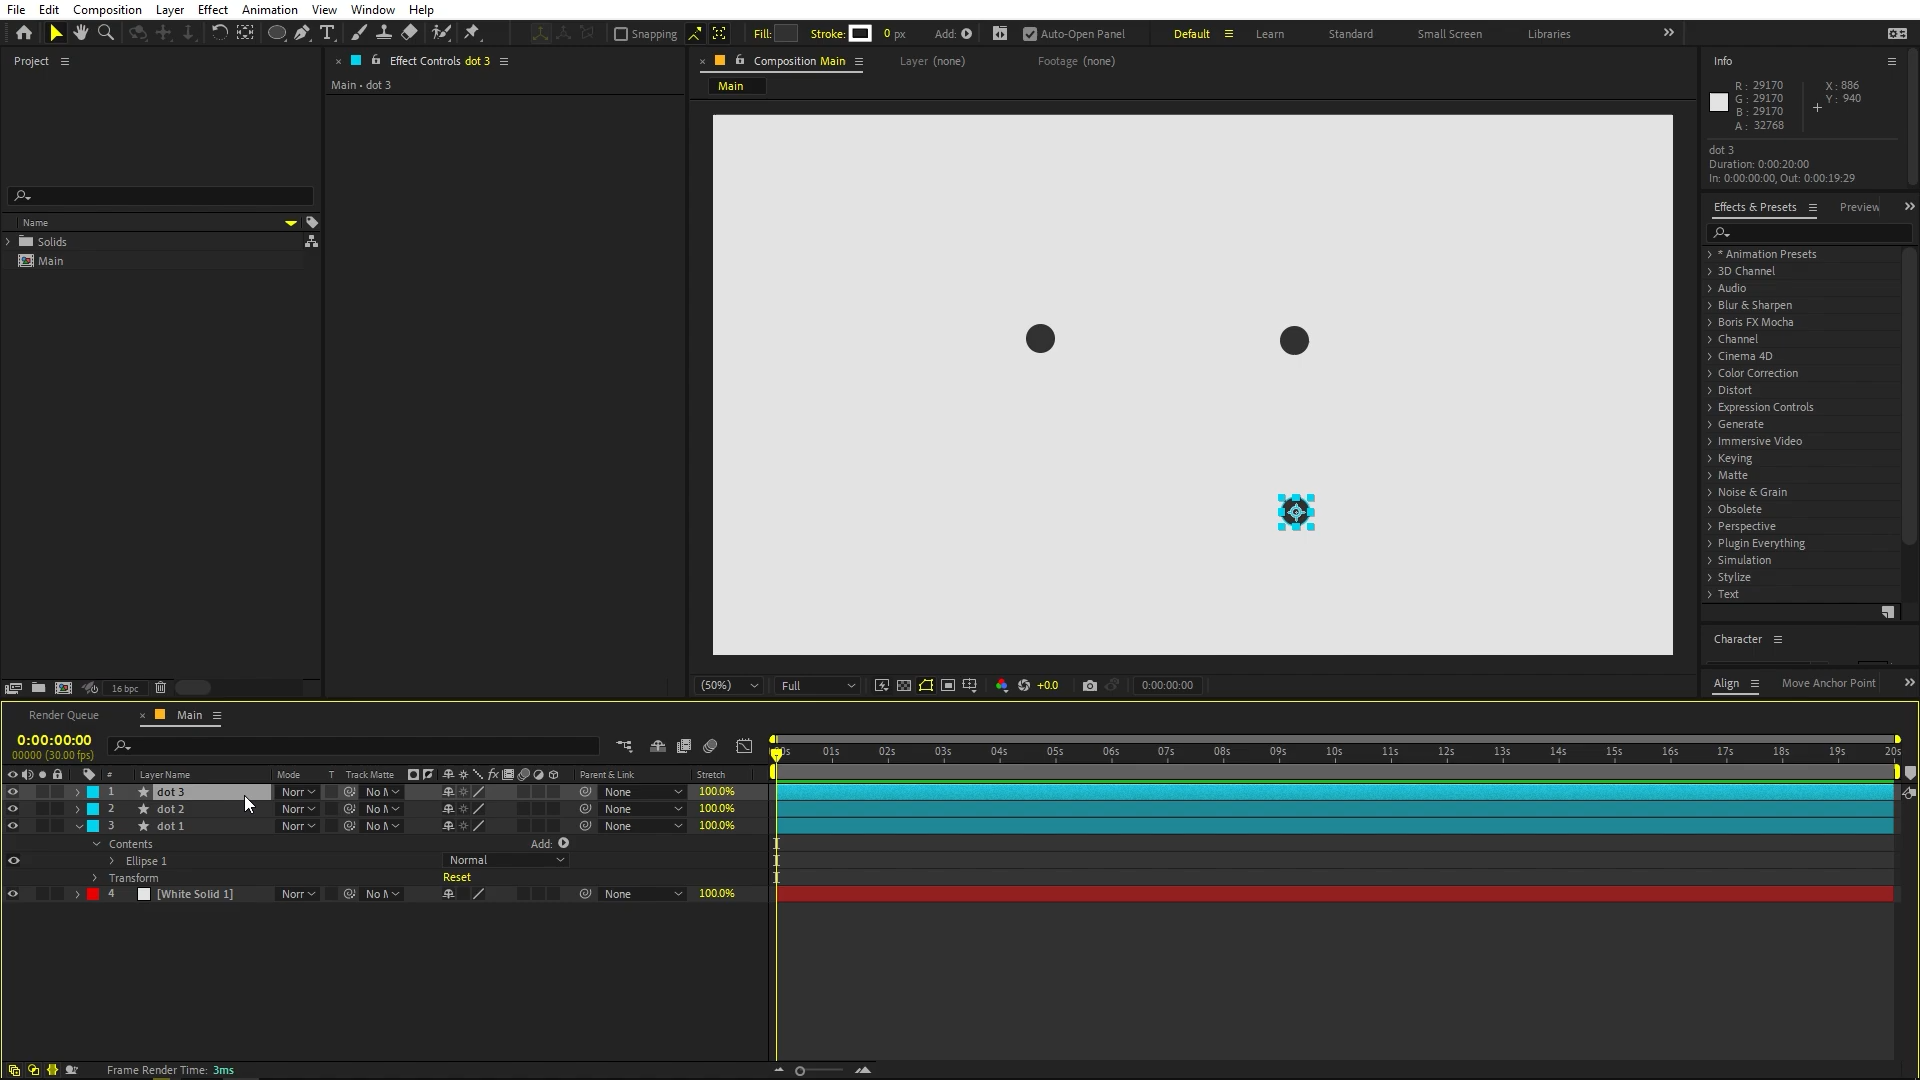 File Edit Composition Layer Effect Animation View Window Help
Snapping Fill: Stroke: 0 px Add: Auto-Open Panel Default Learn Standard Small Screen Libraries
Project
Effect Controls dot 3
Main • dot 3
Composition Main Layer (none) Footage (none)
Main
Info
R: 29170
G: 29170
B: 29170
A: 32768
X: 886
Y: 940
dot 3
Duration: 0:00:20:00
In: 0:00:00:00, Out: 0:00:19:29
Effects & Presets Preview
* Animation Presets
3D Channel
Audio
Blur & Sharpen
Boris FX Mocha
Channel
Cinema 4D
Color Correction
Distort
Expression Controls
Generate
Immersive Video
Keying
Matte
Noise & Grain
Obsolete
Perspective
Plugin Everything
Simulation
Stylize
Text
Character
Align Move Anchor Point
Name
Solids
Main
16 bpc
(50%) Full +0.0 0:00:00:00
Render Queue Main
0:00:00:00
00000 (30.00 fps)
# Layer Name Mode T Track Matte fx Parent & Link Stretch
00s 01s 02s 03s 04s 05s 06s 07s 08s 09s 10s 11s 12s 13s 14s 15s 16s 17s 18s 19s 20s
1 dot 3 Norr No M None 100.0%
2 dot 2 Norr No M None 100.0%
3 dot 1 Norr No M None 100.0%
Contents Add:
Ellipse 1 Normal
Transform Reset
4 [White Solid 1] Norr No M None 100.0%
Frame Render Time: 3ms